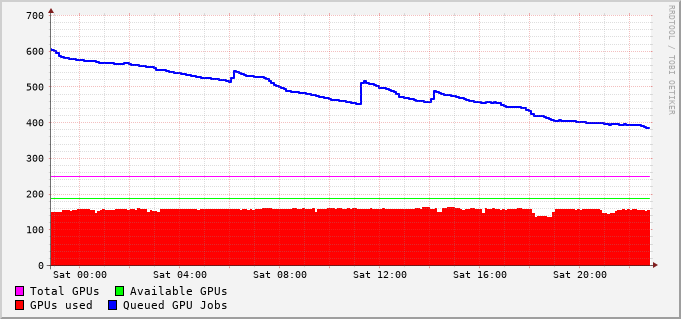 700
600
500
400
300
200
100
0
Sat 00:00 Sat 04:00 Sat 08:00 Sat 12:00 Sat 16:00 Sat 20:00
Total GPUs Available GPUs
GPUs used Queued GPU Jobs
RRDTOOL / TOBI OETIKER